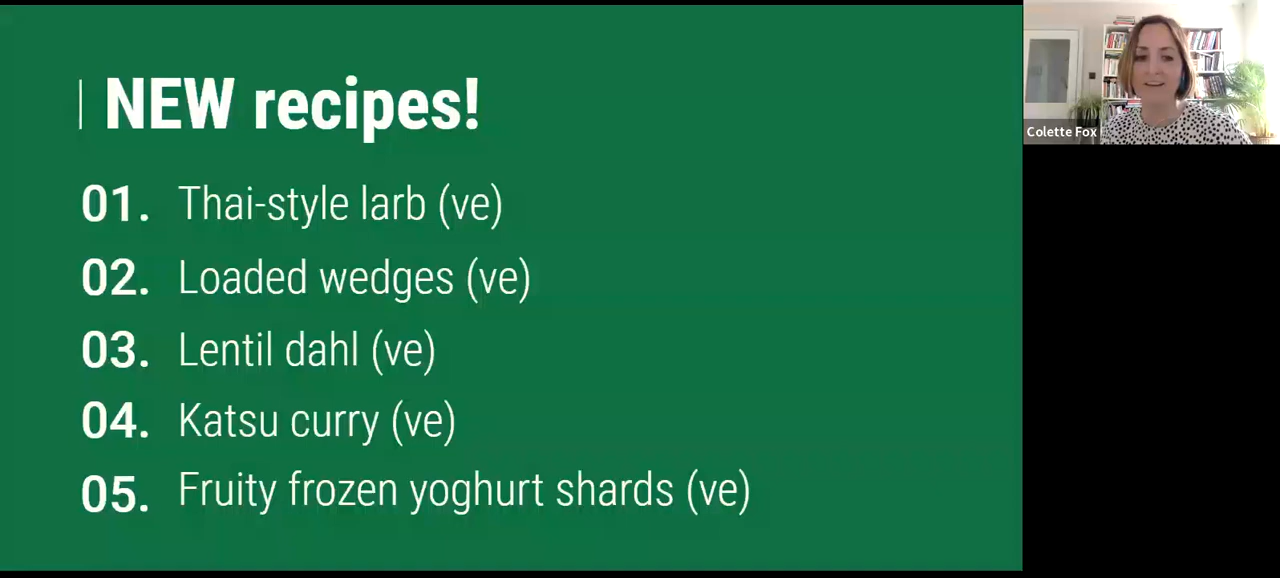 NEW recipes!
01. Thai-style larb (ve)
02. Loaded wedges (ve)
03. Lentil dahl (ve)
04. Katsu curry (ve)
05. Fruity frozen yoghurt shards (ve)
Colette Fox